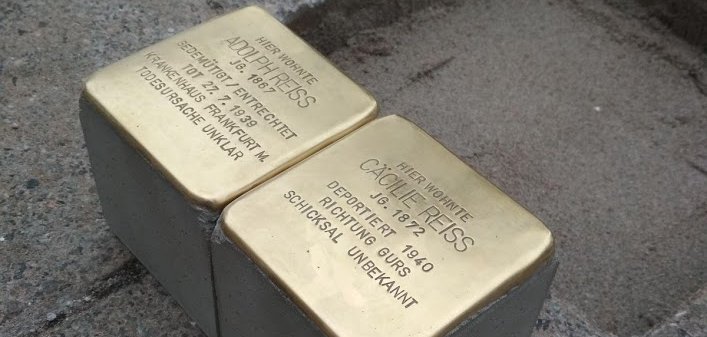 HIER WOHNTE
ADOLPH REISS
JG. 1867
GEDEMÜTIGT / ENTRECHTET
TOT 27. 7. 1939
KRANKENHAUS FRANKFURT M.
TODESURSACHE UNKLAR
HIER WOHNTE
CÄCILIE REISS
JG. 1872
DEPORTIERT 1940
RICHTUNG GURS
SCHICKSAL UNBEKANNT